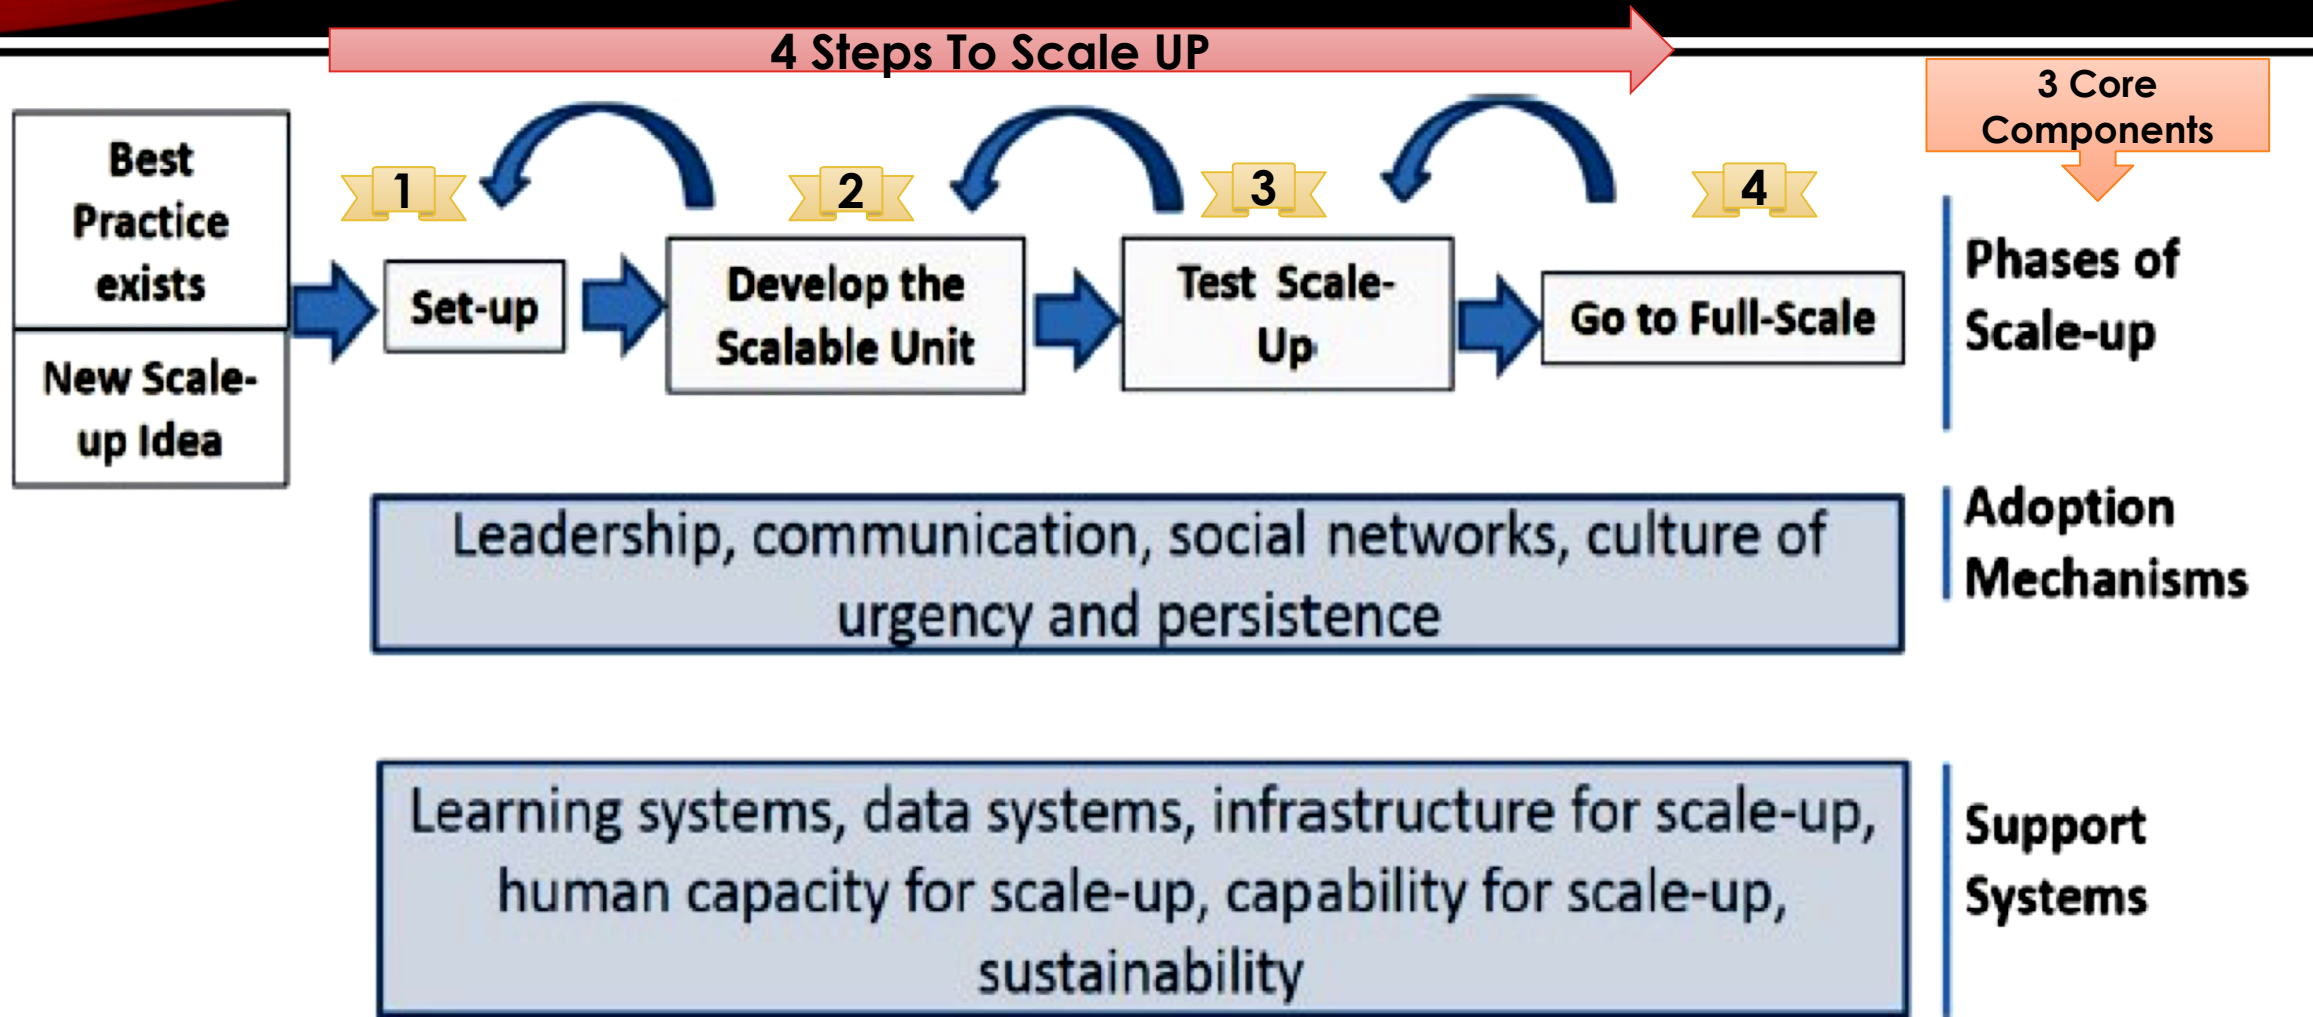 4 Steps To Scale UP
3 Core
Components
Best
Practice
exists
New Scale-
up Idea
1
2
3
4
Set-up
Develop the
Scalable Unit
Test Scale-
Up
Go to Full-Scale
Phases of
Scale-up
Leadership, communication, social networks, culture of
urgency and persistence
Adoption
Mechanisms
Learning systems, data systems, infrastructure for scale-up,
human capacity for scale-up, capability for scale-up,
sustainability
Support
Systems